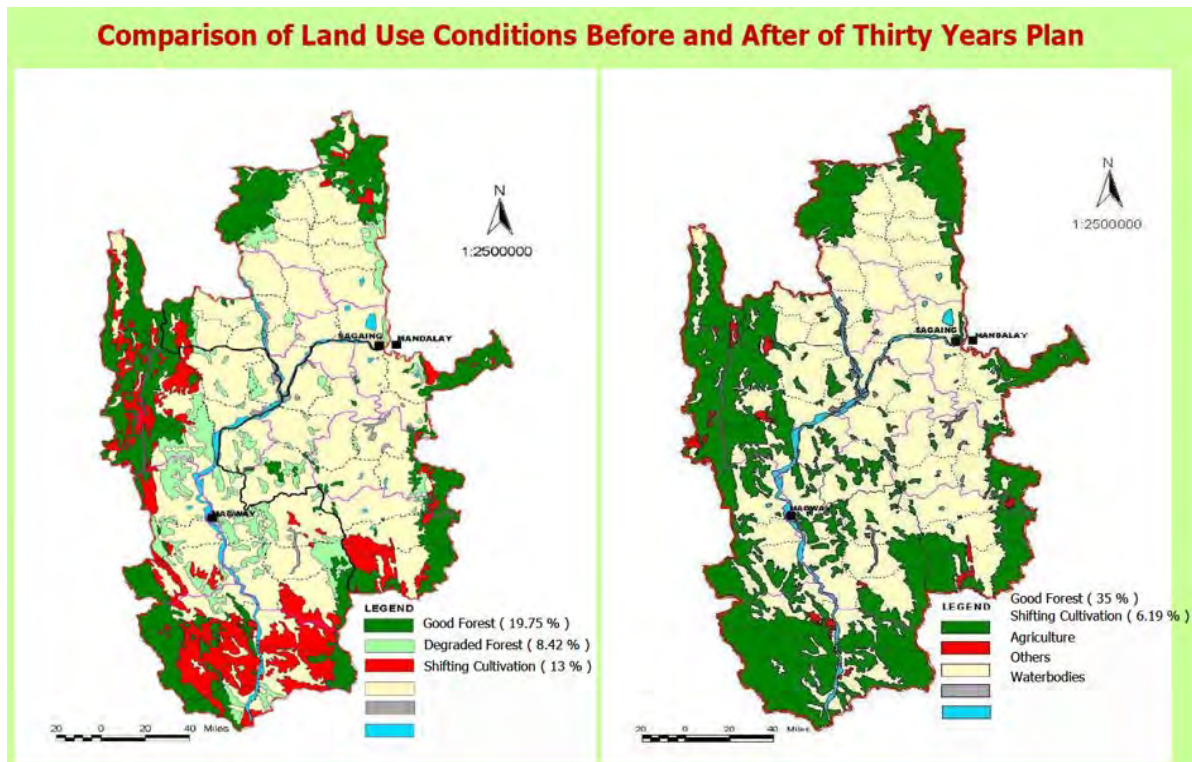 Comparison of Land Use Conditions Before and After of Thirty Years Plan
N
1:2500000
SAGAING
MANDALAY
MAGWAY
LEGEND
Good Forest ( 19.75 % )
Degraded Forest ( 8.42 % )
Shifting Cultivation ( 13 % )
20 0 20 40 Miles
N
1:2500000
SAGAING
MANDALAY
MAGWAY
LEGEND
Good Forest ( 35 % )
Shifting Cultivation ( 6.19 % )
Agriculture
Others
Waterbodies
20 0 20 40 Miles